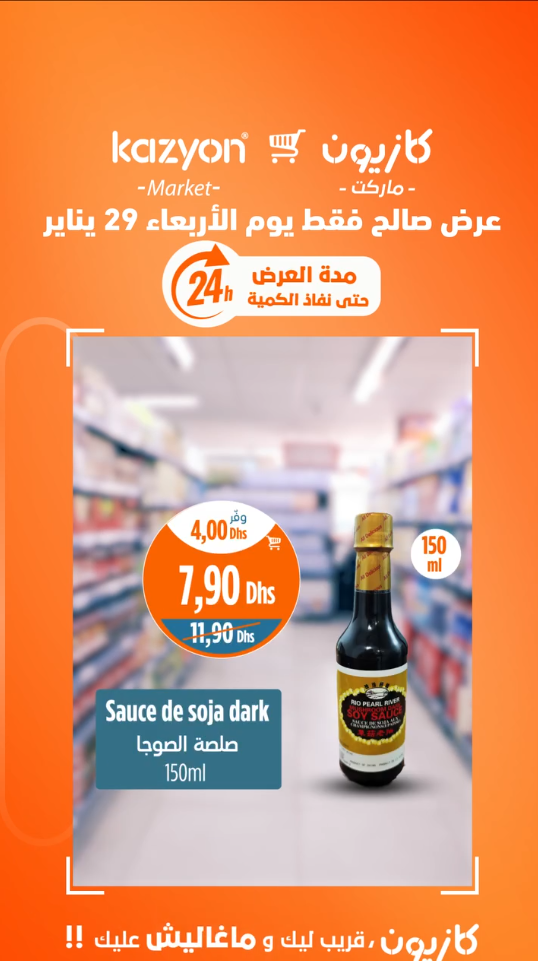 kazyon® كازيون
-Market- - ماركت -
عرض صالح فقط يوم الأربعاء 29 يناير
24h
مدة العرض
حتى نفاذ الكمية
وفّر
4,00 Dhs
7,90 Dhs
11,90 Dhs
150
ml
Sauce de soja dark
صلصة الصوجا
150ml
RIO PEARL RIVER
SOY SAUCE
كازيون، قريب ليك و ماغاليش عليك !!